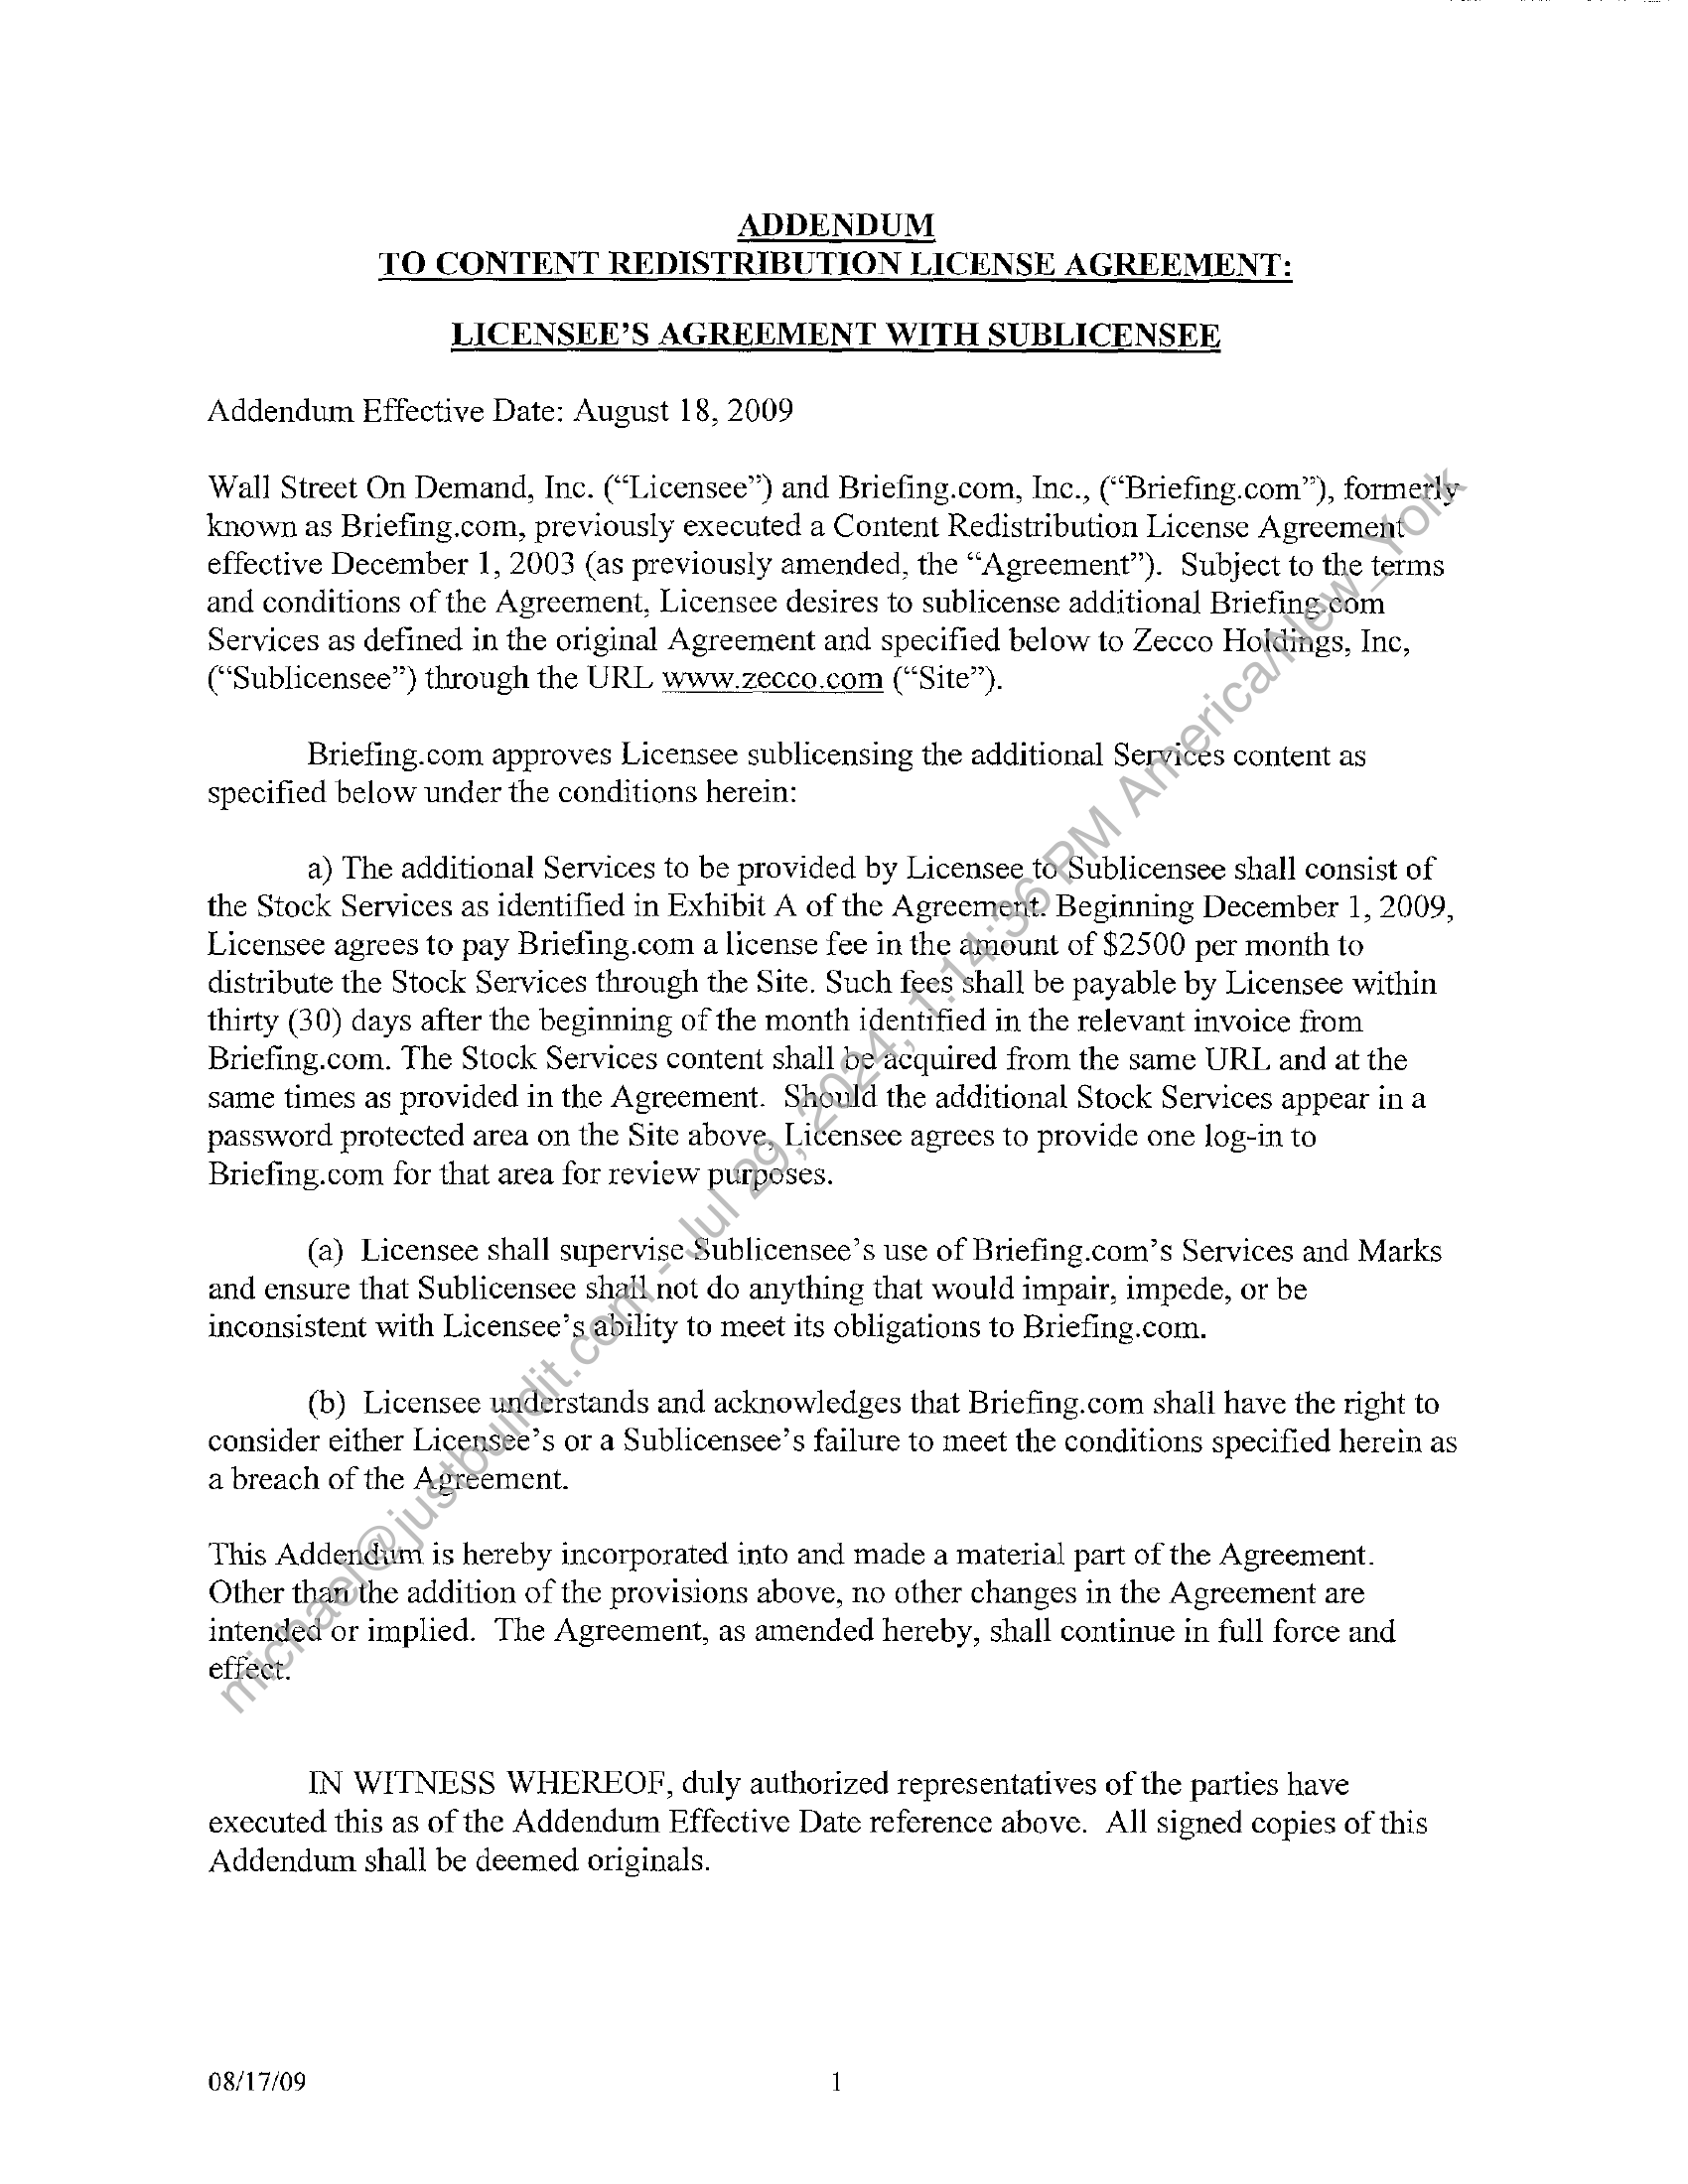 ADDENDUM
TO CONTENT REDISTRIBUTION LICENSE AGREEMENT:
LICENSEE'S AGREEMENT WITH SUBLICENSEE
Addendum Effective Date: August 18, 2009
Wall Street On Demand, Inc. (“Licensee”) and Briefing.com, Inc., (“Briefing.com”), formerly
known as Briefing.com, previously executed a Content Redistribution License Agreement
effective December 1, 2003 (as previously amended, the “Agreement”).  Subject to the terms
and conditions of the Agreement, Licensee desires to sublicense additional Briefing.com
Services as defined in the original Agreement and specified below to Zecco Holdings, Inc,
(“Sublicensee”) through the URL www.zecco.com (“Site”).
Briefing.com approves Licensee sublicensing the additional Services content as
specified below under the conditions herein:
a) The additional Services to be provided by Licensee to Sublicensee shall consist of
the Stock Services as identified in Exhibit A of the Agreement. Beginning December 1, 2009,
Licensee agrees to pay Briefing.com a license fee in the amount of $2500 per month to
distribute the Stock Services through the Site. Such fees shall be payable by Licensee within
thirty (30) days after the beginning of the month identified in the relevant invoice from
Briefing.com. The Stock Services content shall be acquired from the same URL and at the
same times as provided in the Agreement.  Should the additional Stock Services appear in a
password protected area on the Site above, Licensee agrees to provide one log-in to
Briefing.com for that area for review purposes.
(a)  Licensee shall supervise Sublicensee's use of Briefing.com's Services and Marks
and ensure that Sublicensee shall not do anything that would impair, impede, or be
inconsistent with Licensee's ability to meet its obligations to Briefing.com.
(b)  Licensee understands and acknowledges that Briefing.com shall have the right to
consider either Licensee's or a Sublicensee's failure to meet the conditions specified herein as
a breach of the Agreement.
This Addendum is hereby incorporated into and made a material part of the Agreement.
Other than the addition of the provisions above, no other changes in the Agreement are
intended or implied.  The Agreement, as amended hereby, shall continue in full force and
effect.
IN WITNESS WHEREOF, duly authorized representatives of the parties have
executed this as of the Addendum Effective Date reference above.  All signed copies of this
Addendum shall be deemed originals.
08/17/09 1
michael@justbuildit.com - Jul 29, 2024, 1:14:36 PM America/New_York